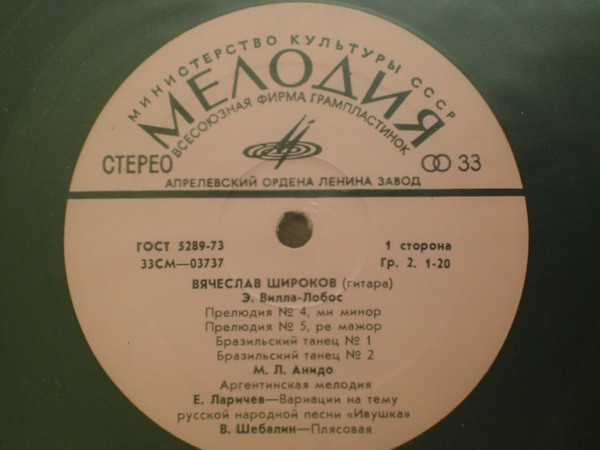 МИНИСТЕРСТВО КУЛЬТУРЫ СССР
МЕЛОДИЯ
ВСЕСОЮЗНАЯ ФИРМА ГРАМПЛАСТИНОК
СТЕРЕО 33
АПРЕЛЕВСКИЙ ОРДЕНА ЛЕНИНА ЗАВОД
ГОСТ 5289-73 1 сторона
33СМ—03737 Гр. 2. 1-20
ВЯЧЕСЛАВ ШИРОКОВ (гитара)
Э. Вилла-Лобос
Прелюдия № 4, ми минор
Прелюдия № 5, ре мажор
Бразильский танец № 1
Бразильский танец № 2
М. Л. Анидо
Аргентинская мелодия
Е. Ларичев—Вариации на тему
русской народной песни «Ивушка»
В. Шебалин—Плясовая